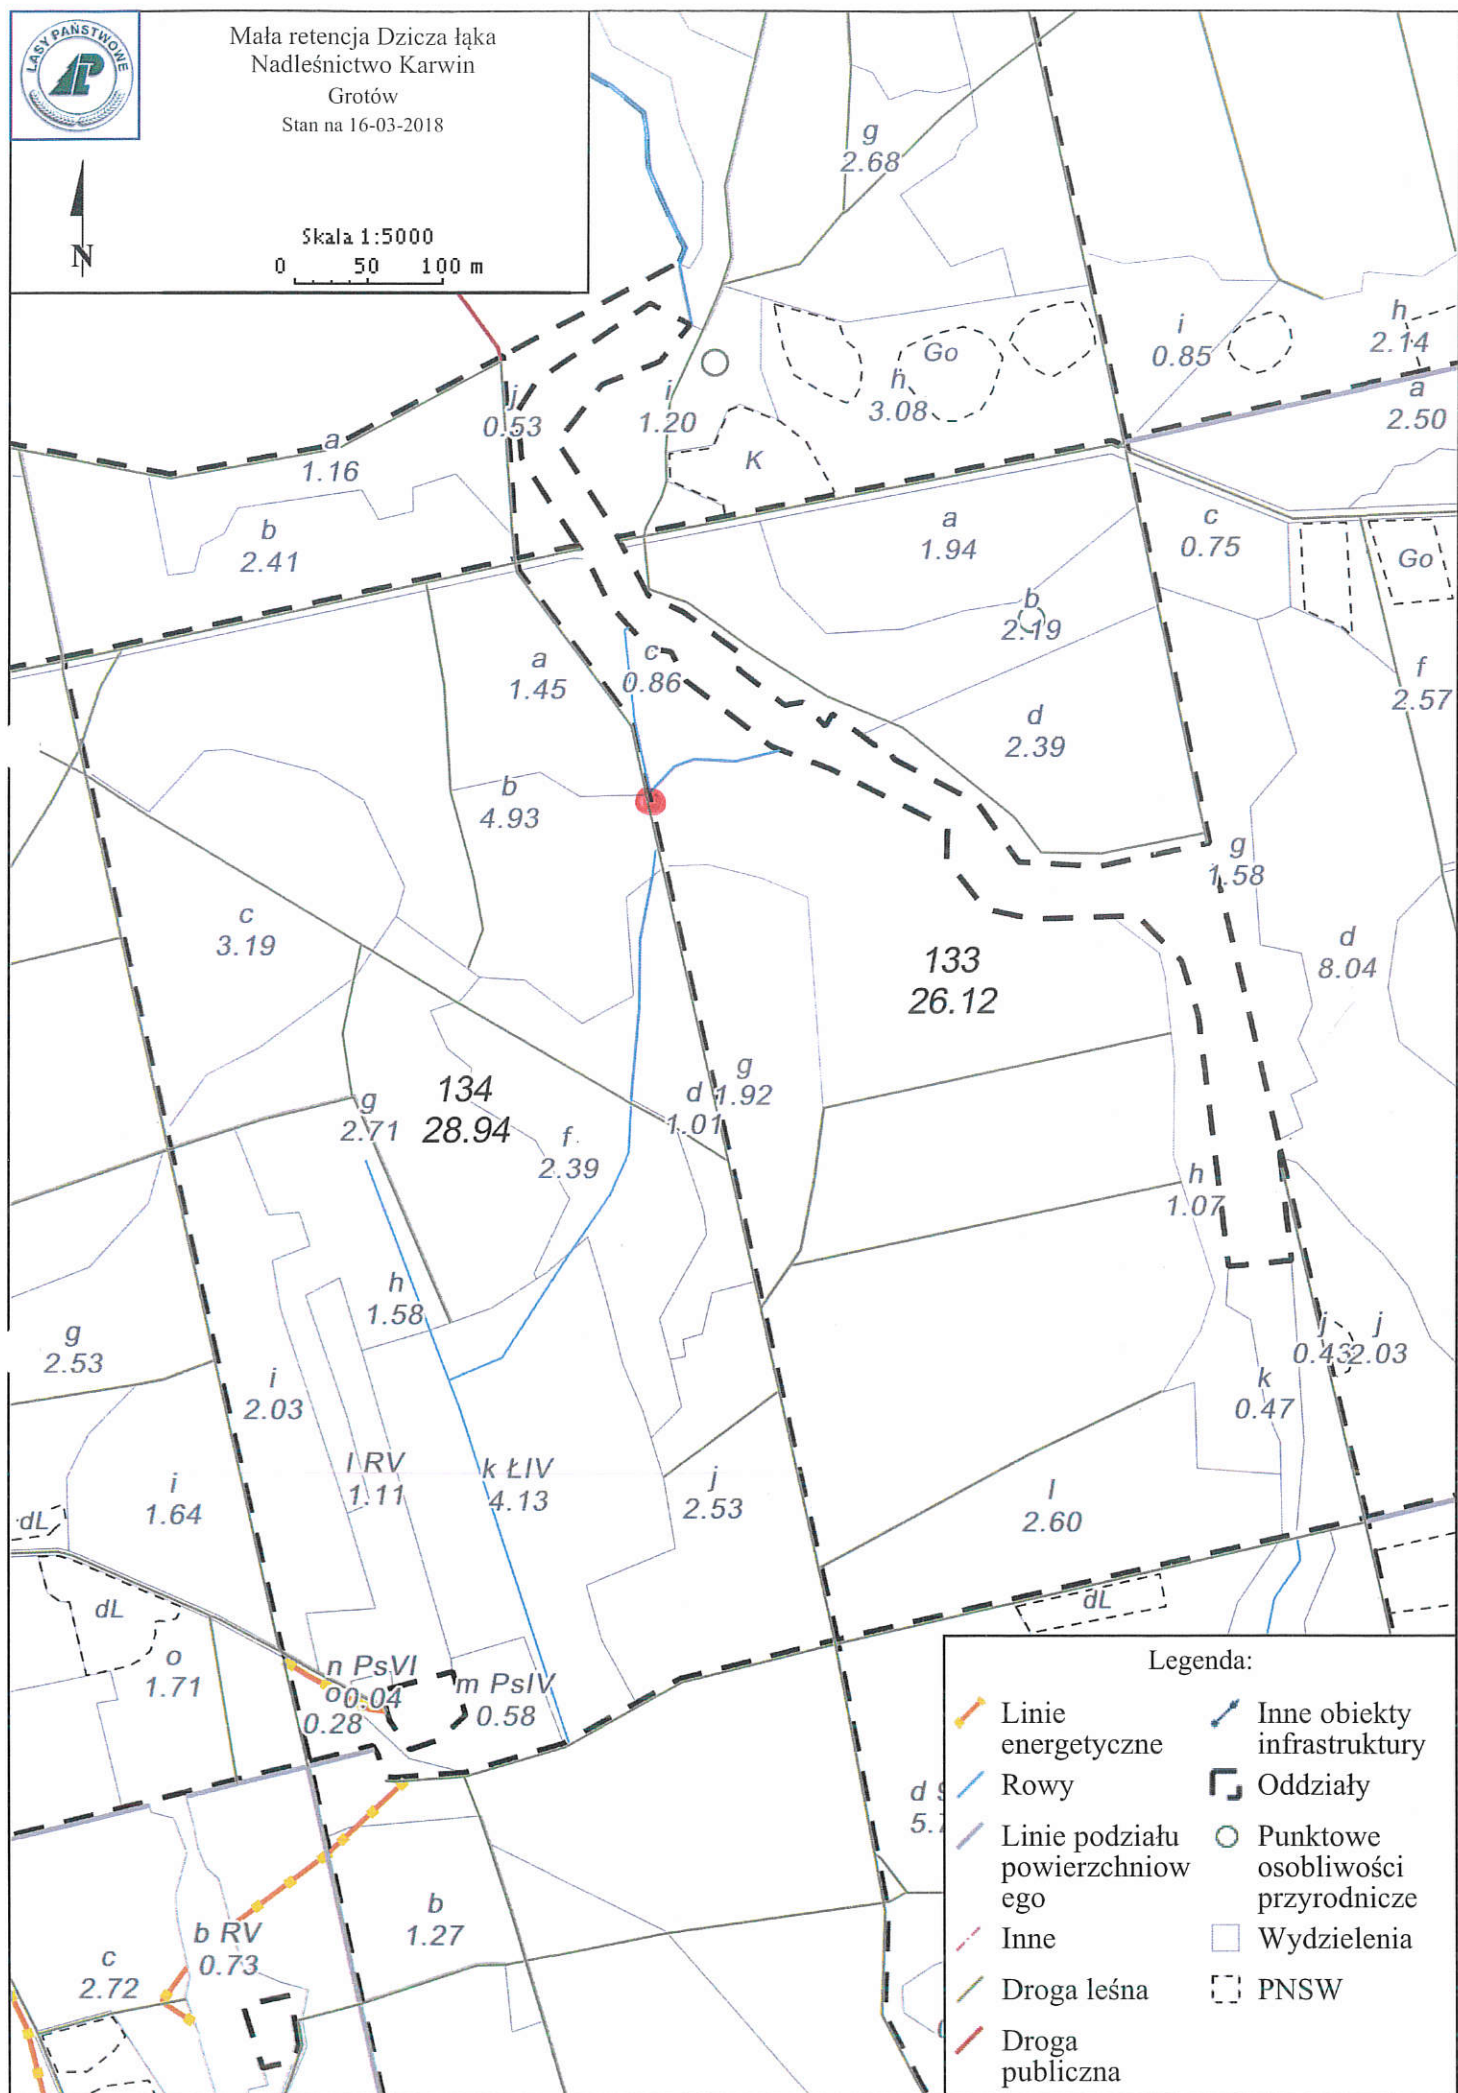 LASY PAŃSTWOWE
Mała retencja Dzicza łąka
Nadleśnictwo Karwin
Grotów
Stan na 16-03-2018
N
Skala 1:5000
0 50 100 m
g
2.68
i
0.85
h
2.14
a
2.50
Go
h
3.08
j
0.53
i
1.20
K
a
1.16
b
2.41
a
1.94
c
0.75
Go
b
2.19
a
1.45
c
0.86
f
2.57
d
2.39
b
4.93
g
1.58
c
3.19
d
8.04
133
26.12
134
28.94
g
1.92
d
1.01
g
2.71
f
2.39
h
1.07
h
1.58
g
2.53
j
0.43
j
2.03
i
2.03
k
0.47
l RV
1.11
k ŁIV
4.13
j
2.53
l
2.60
i
1.64
dL
dL
dL
o
1.71
n PsVI
0.04
o
0.28
m PsIV
0.58
d
5.7
b
1.27
b RV
0.73
c
2.72
Legenda:
Linie
energetyczne
Rowy
Linie podziału
powierzchniow
ego
Inne
Droga leśna
Droga
publiczna
Inne obiekty
infrastruktury
Oddziały
Punktowe
osobliwości
przyrodnicze
Wydzielenia
PNSW